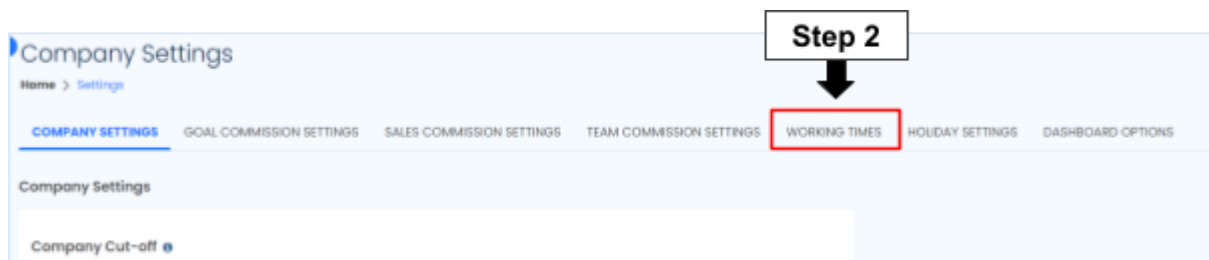 Step 2
Company Settings
Home > Settings
COMPANY SETTINGS GOAL COMMISSION SETTINGS SALES COMMISSION SETTINGS TEAM COMMISSION SETTINGS WORKING TIMES HOLIDAY SETTINGS DASHBOARD OPTIONS
Company Settings
Company Cut-off